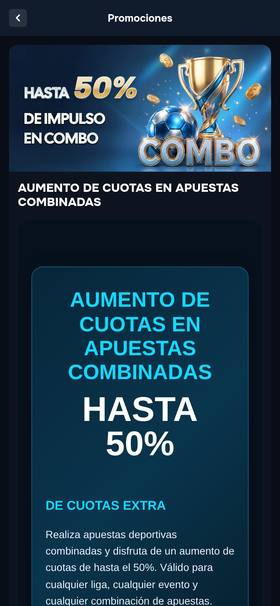 Promociones
HASTA 50%
DE IMPULSO
EN COMBO
COMBO
AUMENTO DE CUOTAS EN APUESTAS
COMBINADAS
AUMENTO DE
CUOTAS EN
APUESTAS
COMBINADAS
HASTA
50%
DE CUOTAS EXTRA
Realiza apuestas deportivas
combinadas y disfruta de un aumento de
cuotas de hasta el 50%. Válido para
cualquier liga, cualquier evento y
cualquier combinación de apuestas.